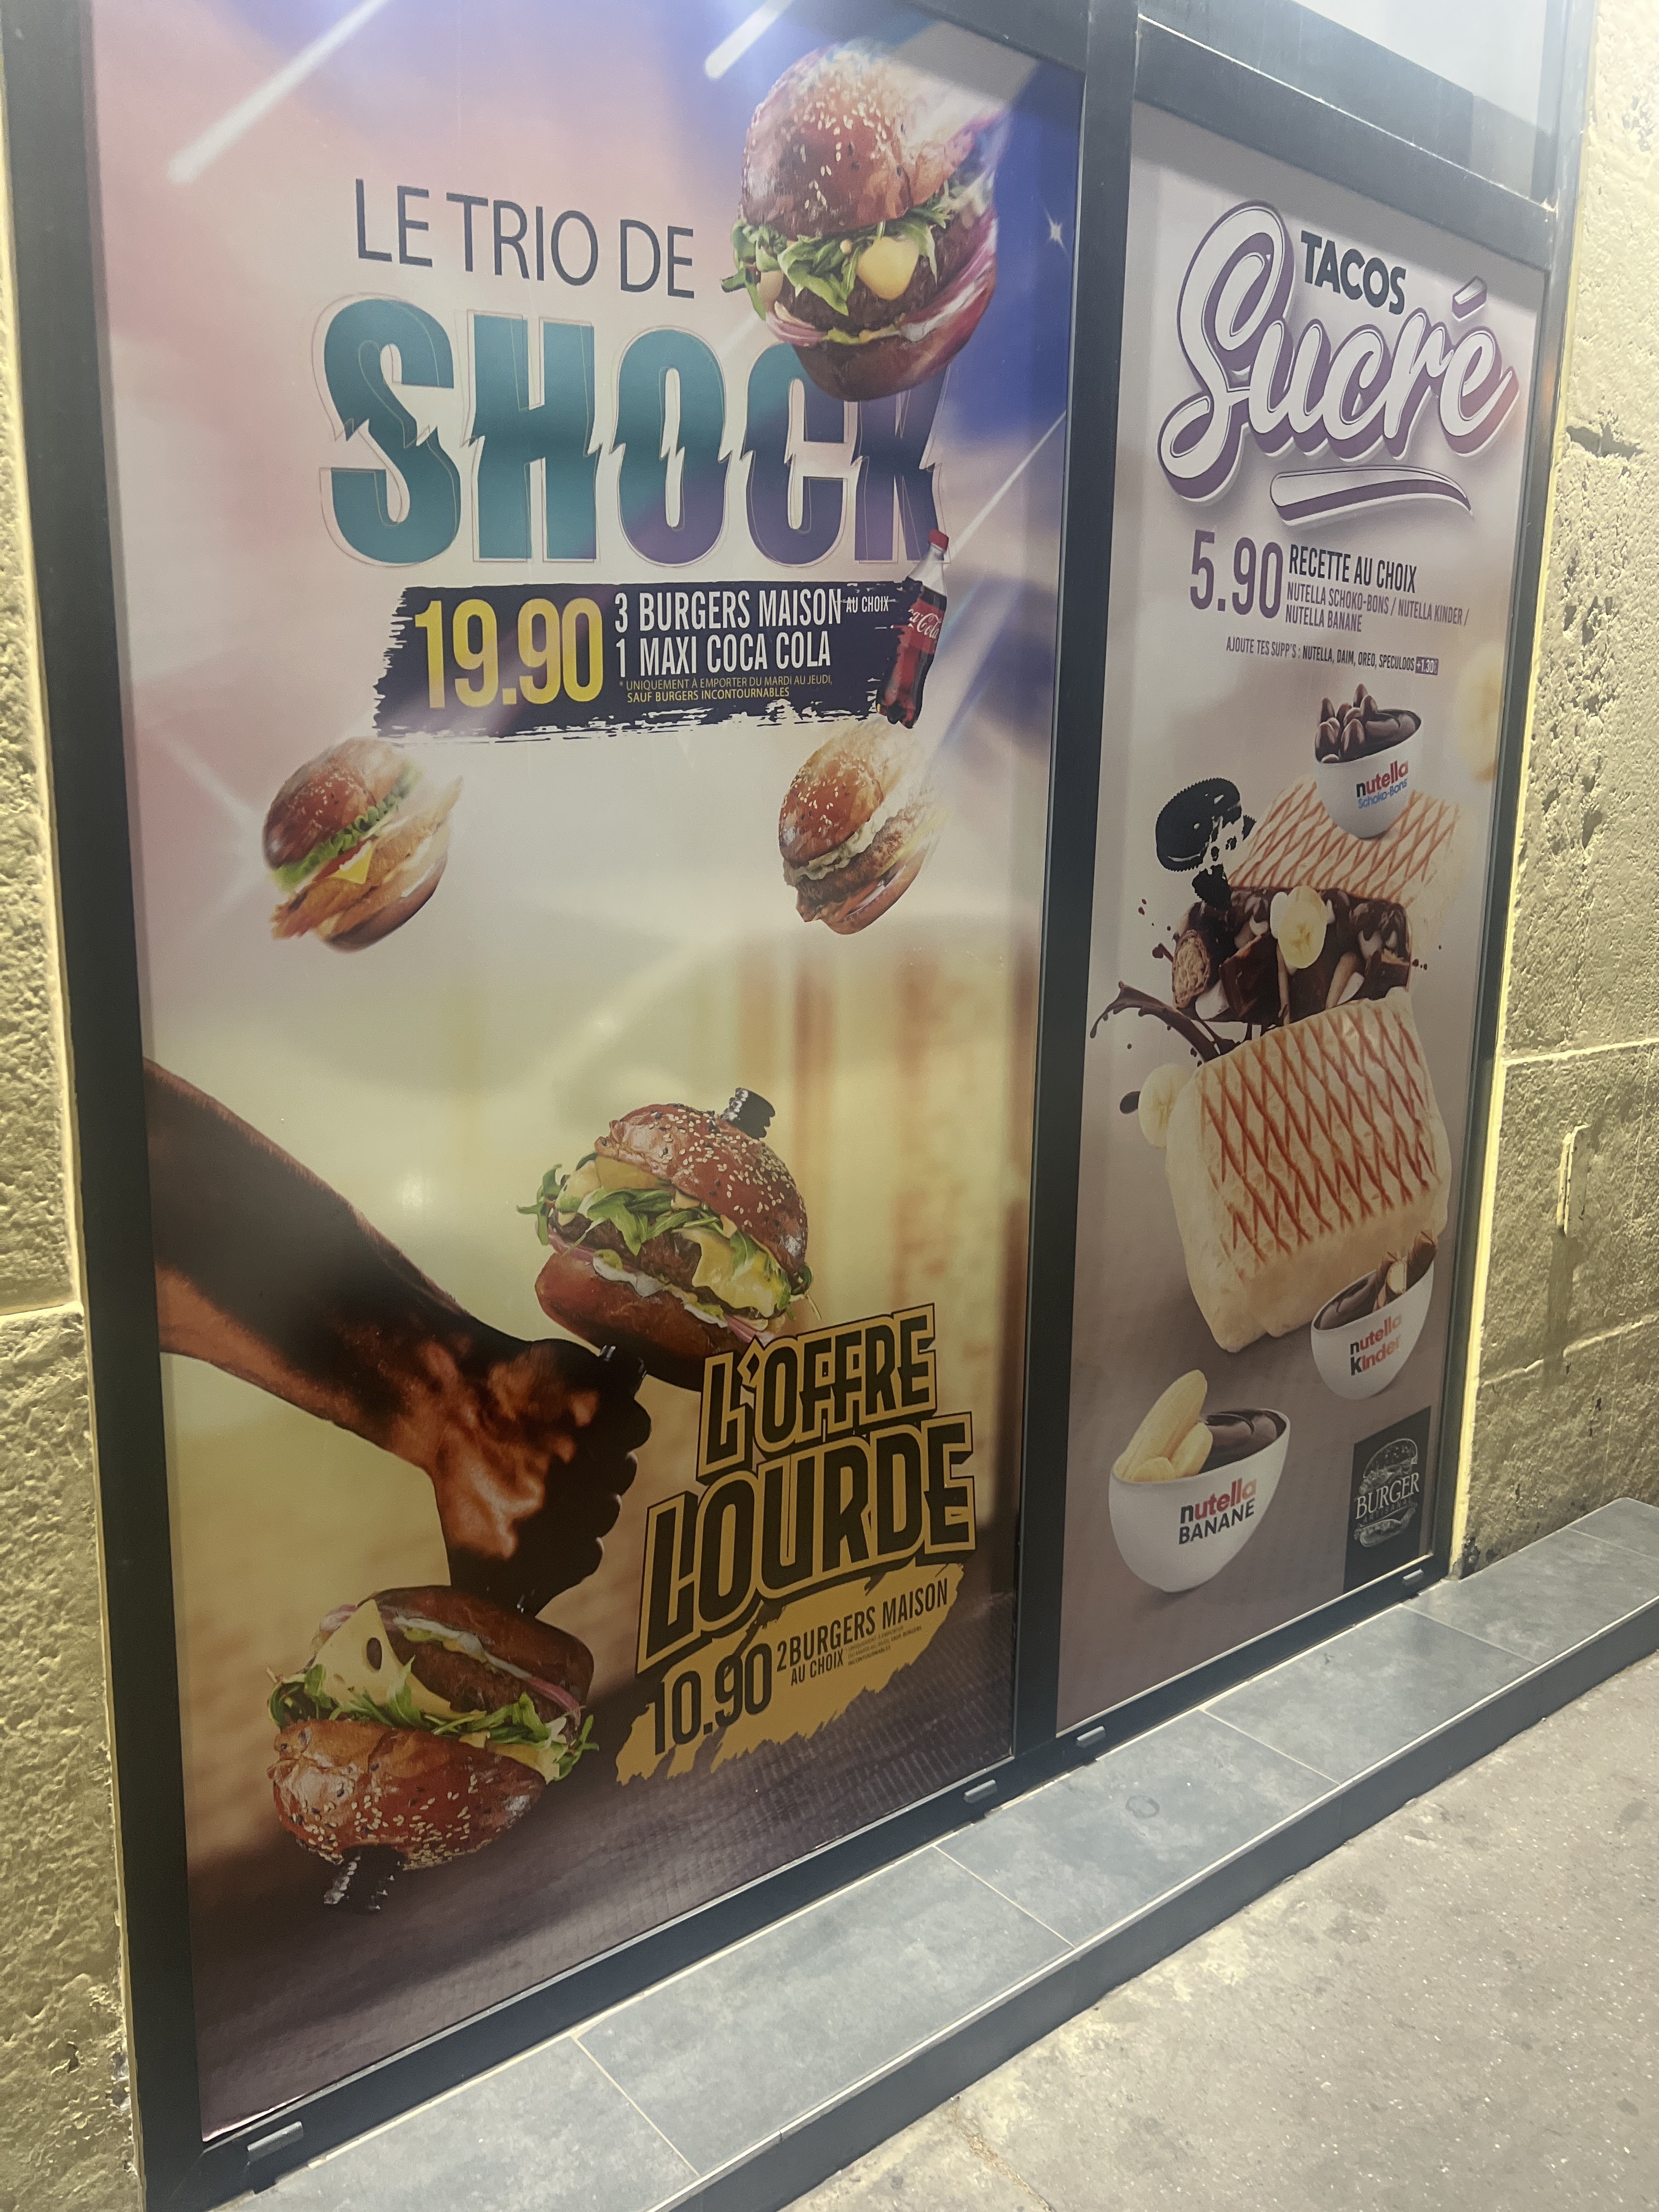 LE TRIO DE
SHOCK
19.90
3 BURGERS MAISON AU CHOIX
1 MAXI COCA COLA
* UNIQUEMENT À EMPORTER DU MARDI AU JEUDI,
SAUF BURGERS INCONTOURNABLES
L'OFFRE
LOURDE
10.90
2 BURGERS MAISON
AU CHOIX
TACOS
Sucré
5.90
RECETTE AU CHOIX
NUTELLA SCHOKO-BONS / NUTELLA KINDER /
NUTELLA BANANE
AJOUTE TES SUPP'S : NUTELLA, DAIM, OREO, SPECULOOS +1.30
nutella
Schoko-Bons
nutella
Kinder
nutella
BANANE
BURGER